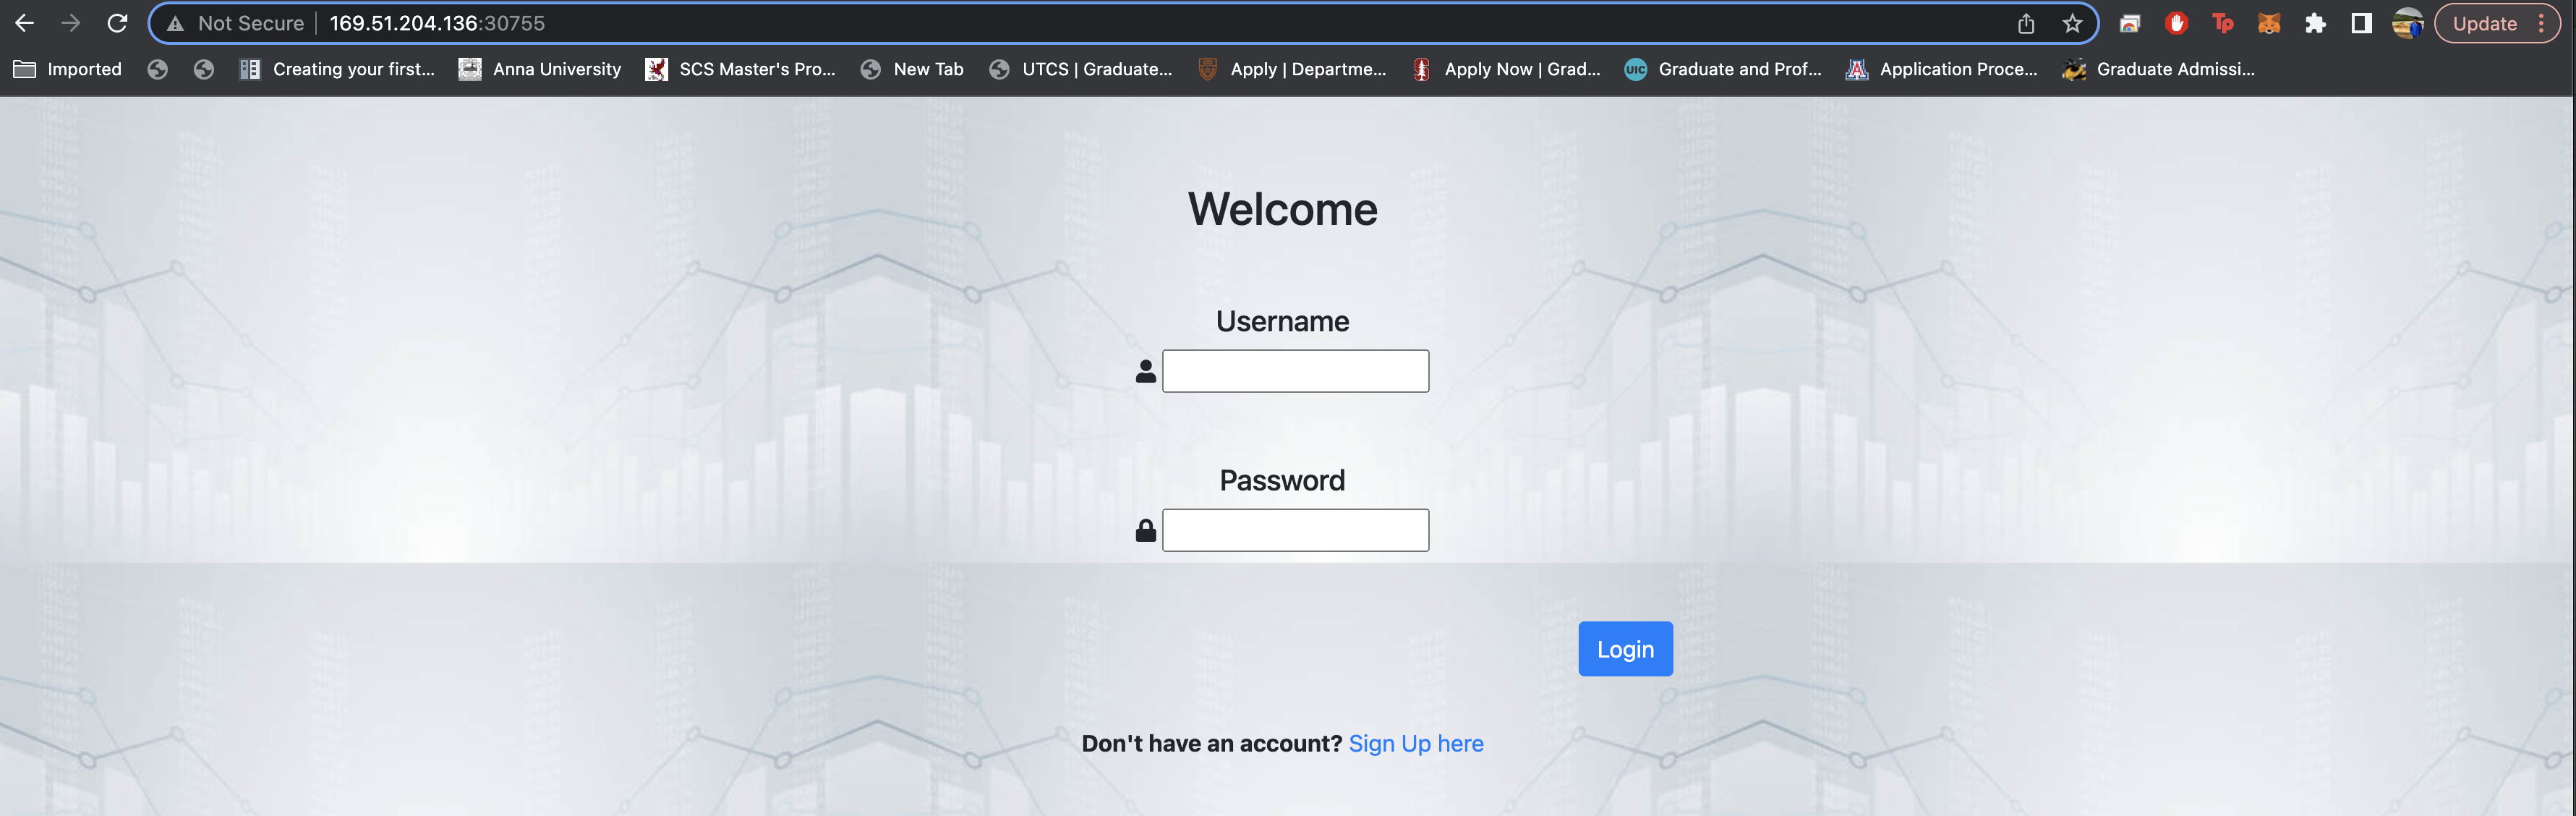 Not Secure 169.51.204.136:30755 Tp Update
Imported Creating your first... Anna University SCS Master's Pro... New Tab UTCS | Graduate... Apply | Departme... Apply Now | Grad... UIC Graduate and Prof... A Application Proce... Graduate Admissi...
Welcome
Username
Password
Login
Don't have an account? Sign Up here